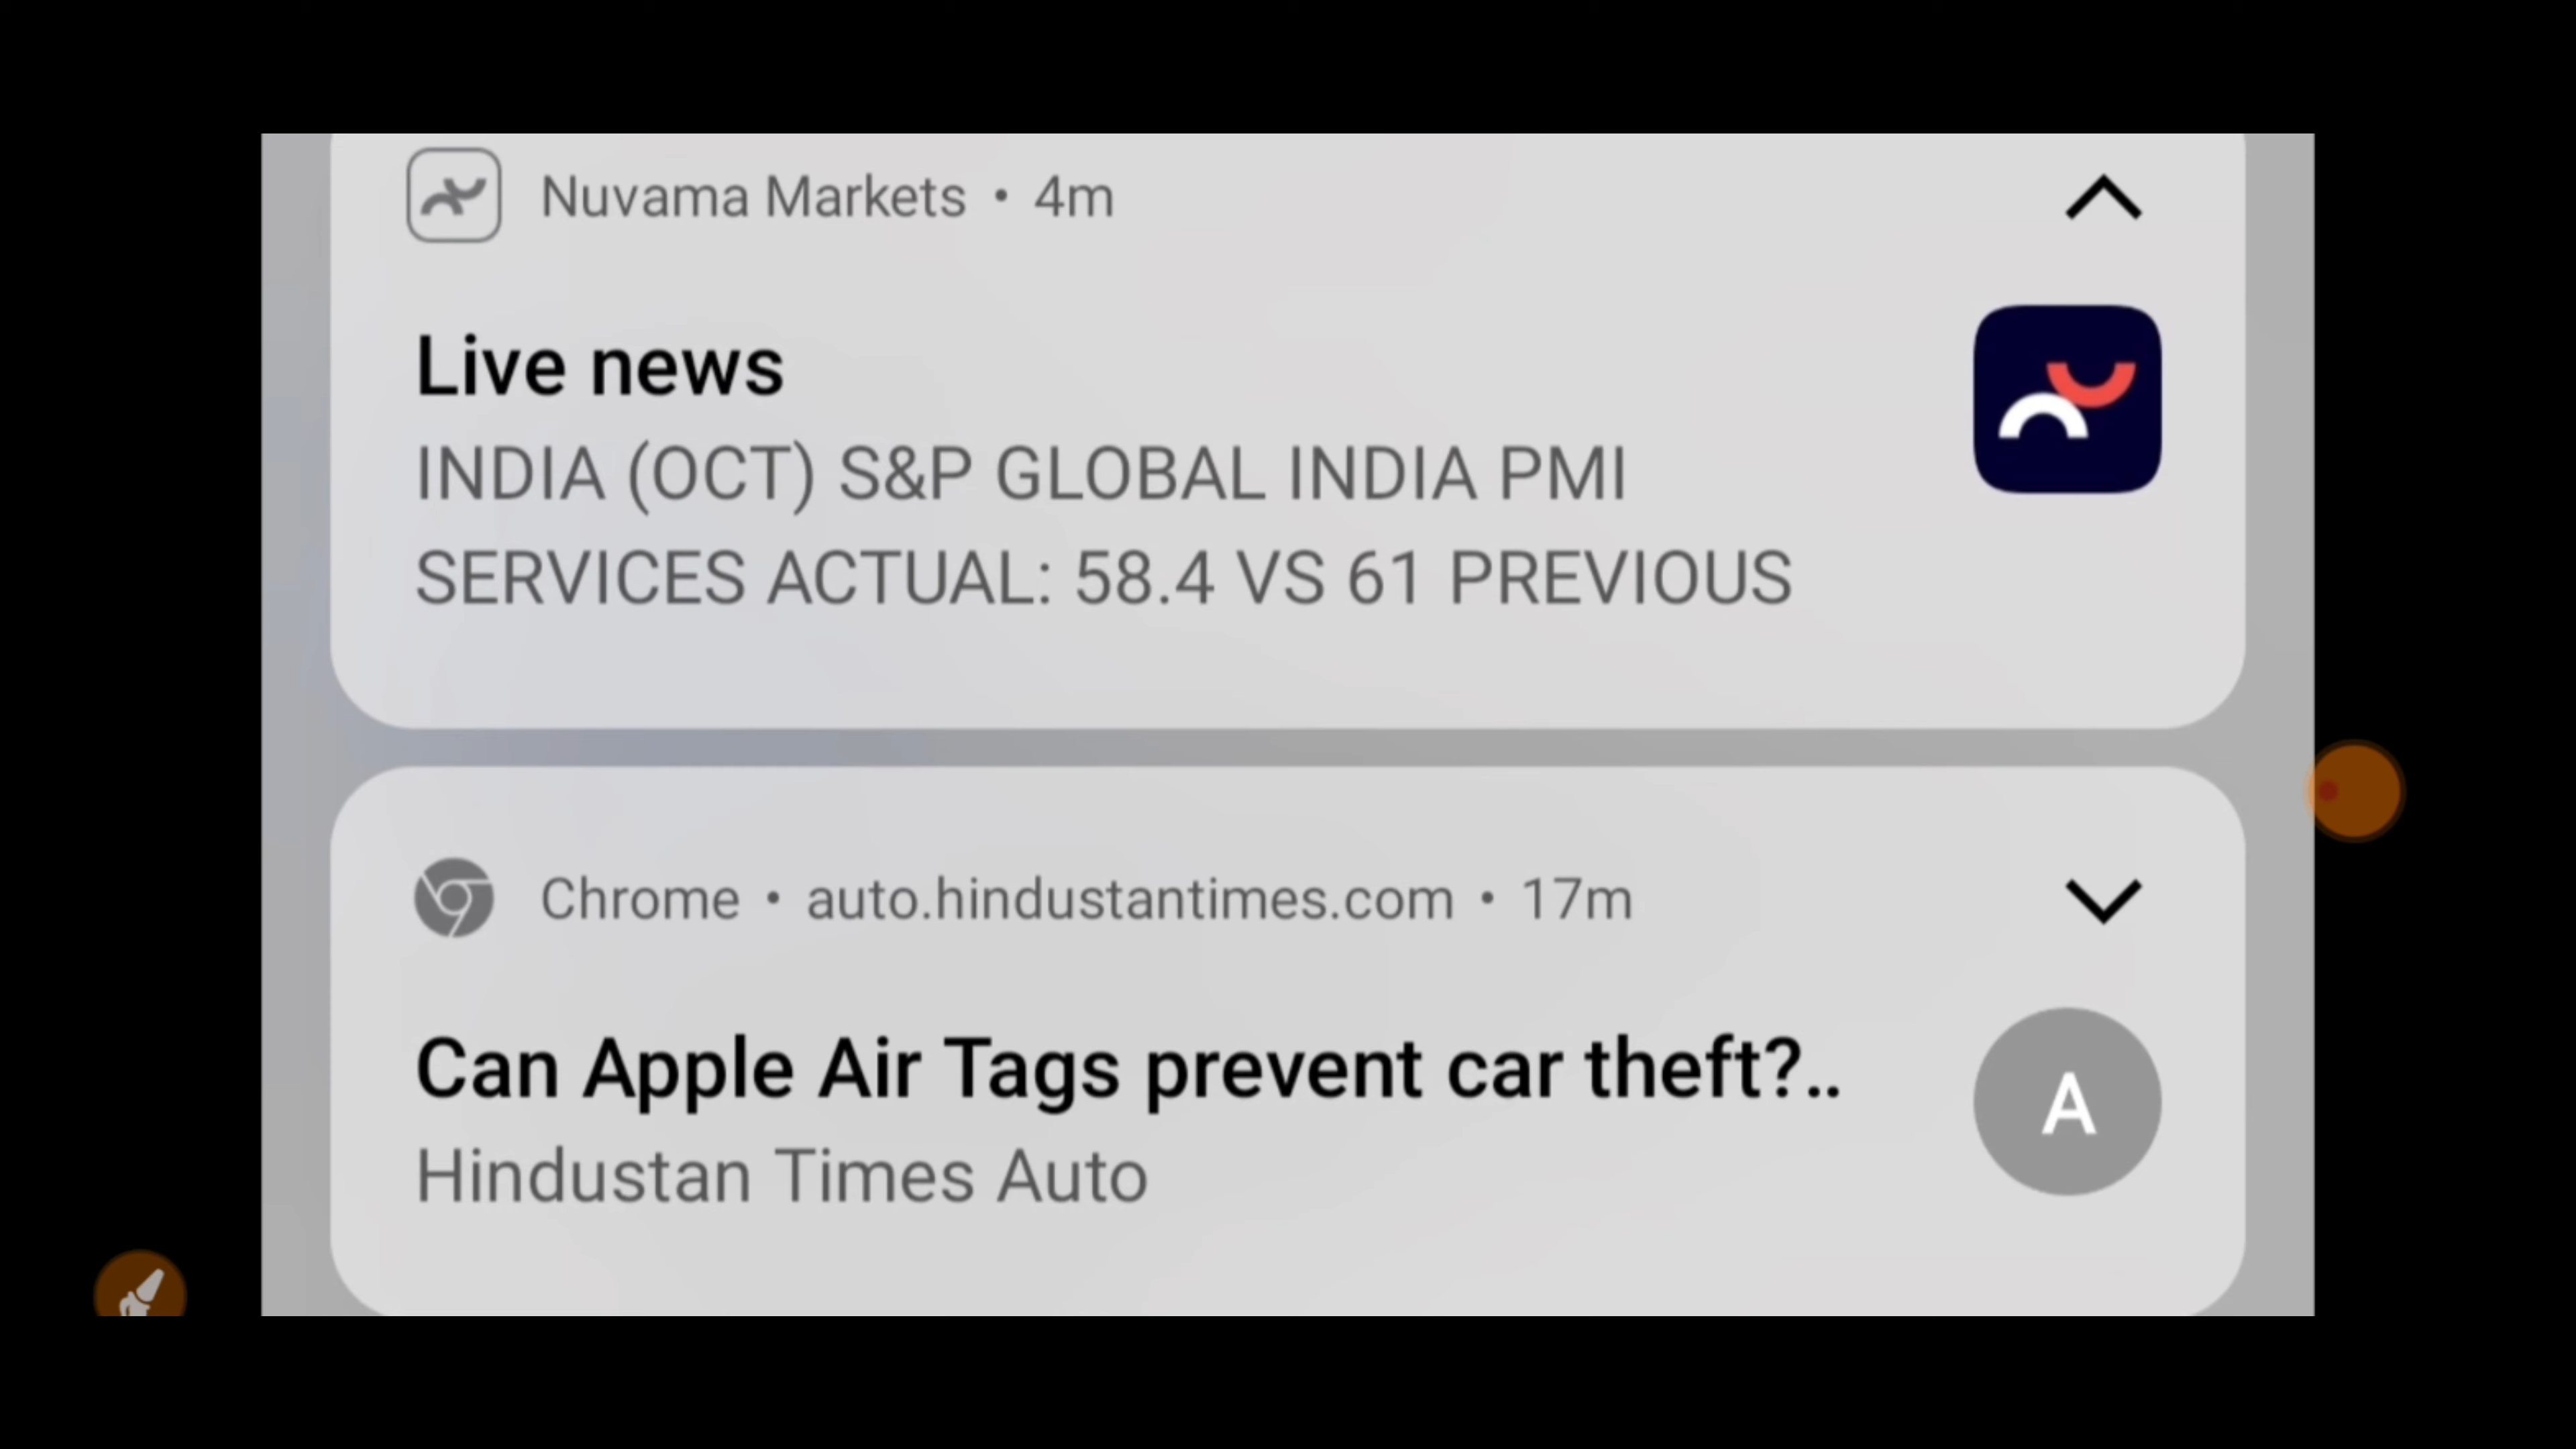 Nuvama Markets • 4m
Live news
INDIA (OCT) S&P GLOBAL INDIA PMI
SERVICES ACTUAL: 58.4 VS 61 PREVIOUS
Chrome • auto.hindustantimes.com • 17m
Can Apple Air Tags prevent car theft?..
A
Hindustan Times Auto